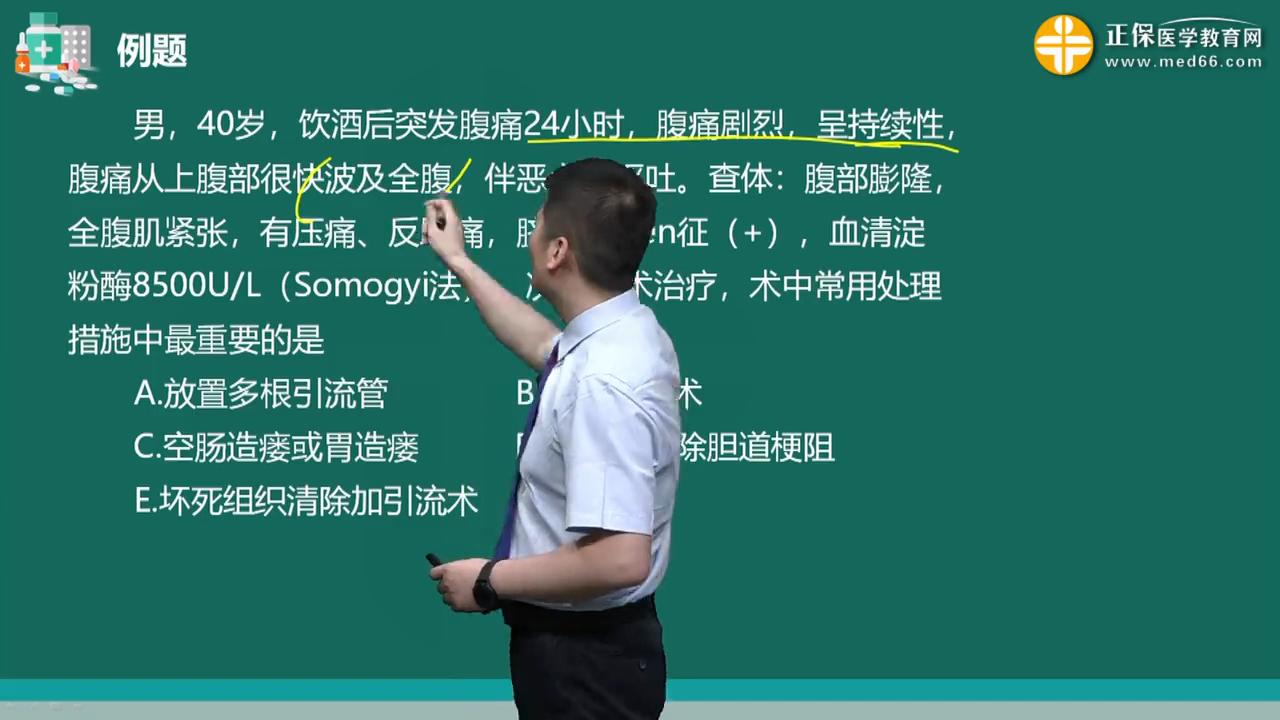 例题
正保医学教育网
www.med66.com
男，40岁，饮酒后突发腹痛24小时，腹痛剧烈，呈持续性，
腹痛从上腹部很快波及全腹，伴恶 吐。查体：腹部膨隆，
全腹肌紧张，有压痛、反 痛， en征（+），血清淀
粉酶8500U/L（Somogyi法） 术治疗，术中常用处理
措施中最重要的是
A.放置多根引流管 B 术
C.空肠造瘘或胃造瘘 除胆道梗阻
E.坏死组织清除加引流术